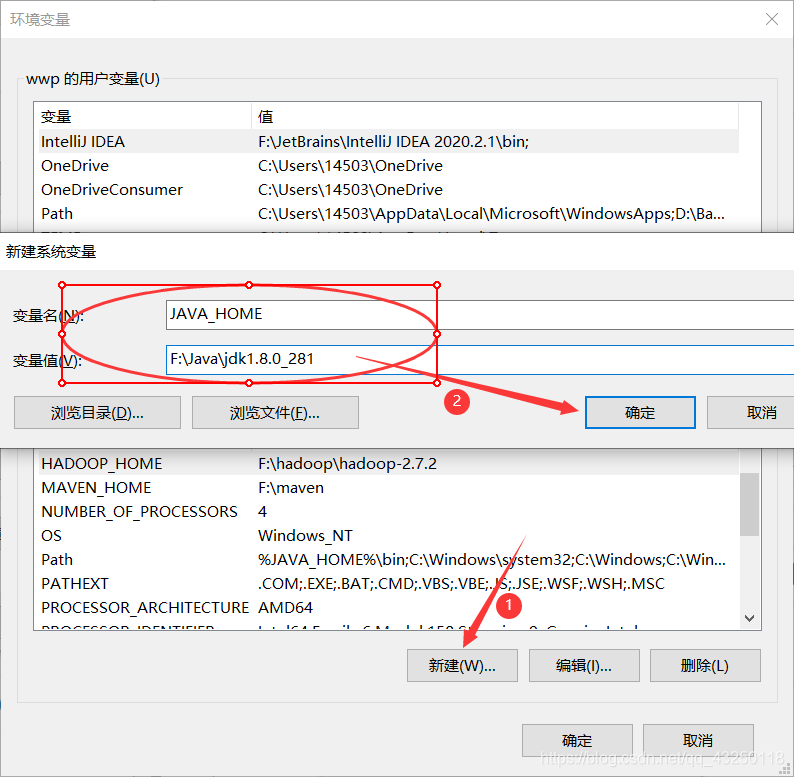 环境变量
wwp 的用户变量(U)
变量 值
IntelliJ IDEA F:\JetBrains\IntelliJ IDEA 2020.2.1\bin;
OneDrive C:\Users\14503\OneDrive
OneDriveConsumer C:\Users\14503\OneDrive
Path C:\Users\14503\AppData\Local\Microsoft\WindowsApps;D:\Ba...
新建系统变量
变量名(N): JAVA_HOME
变量值(V): F:\Java\jdk1.8.0_281
浏览目录(D)... 浏览文件(F)... 2 确定 取消
HADOOP_HOME F:\hadoop\hadoop-2.7.2
MAVEN_HOME F:\maven
NUMBER_OF_PROCESSORS 4
OS Windows_NT
Path %JAVA_HOME%\bin;C:\Windows\system32;C:\Windows;C:\Win...
PATHEXT .COM;.EXE;.BAT;.CMD;.VBS;.VBE;.JS;.JSE;.WSF;.WSH;.MSC
PROCESSOR_ARCHITECTURE AMD64
1
新建(W)... 编辑(I)... 删除(L)
确定 取消
https://blog.csdn.net/qq_43250118